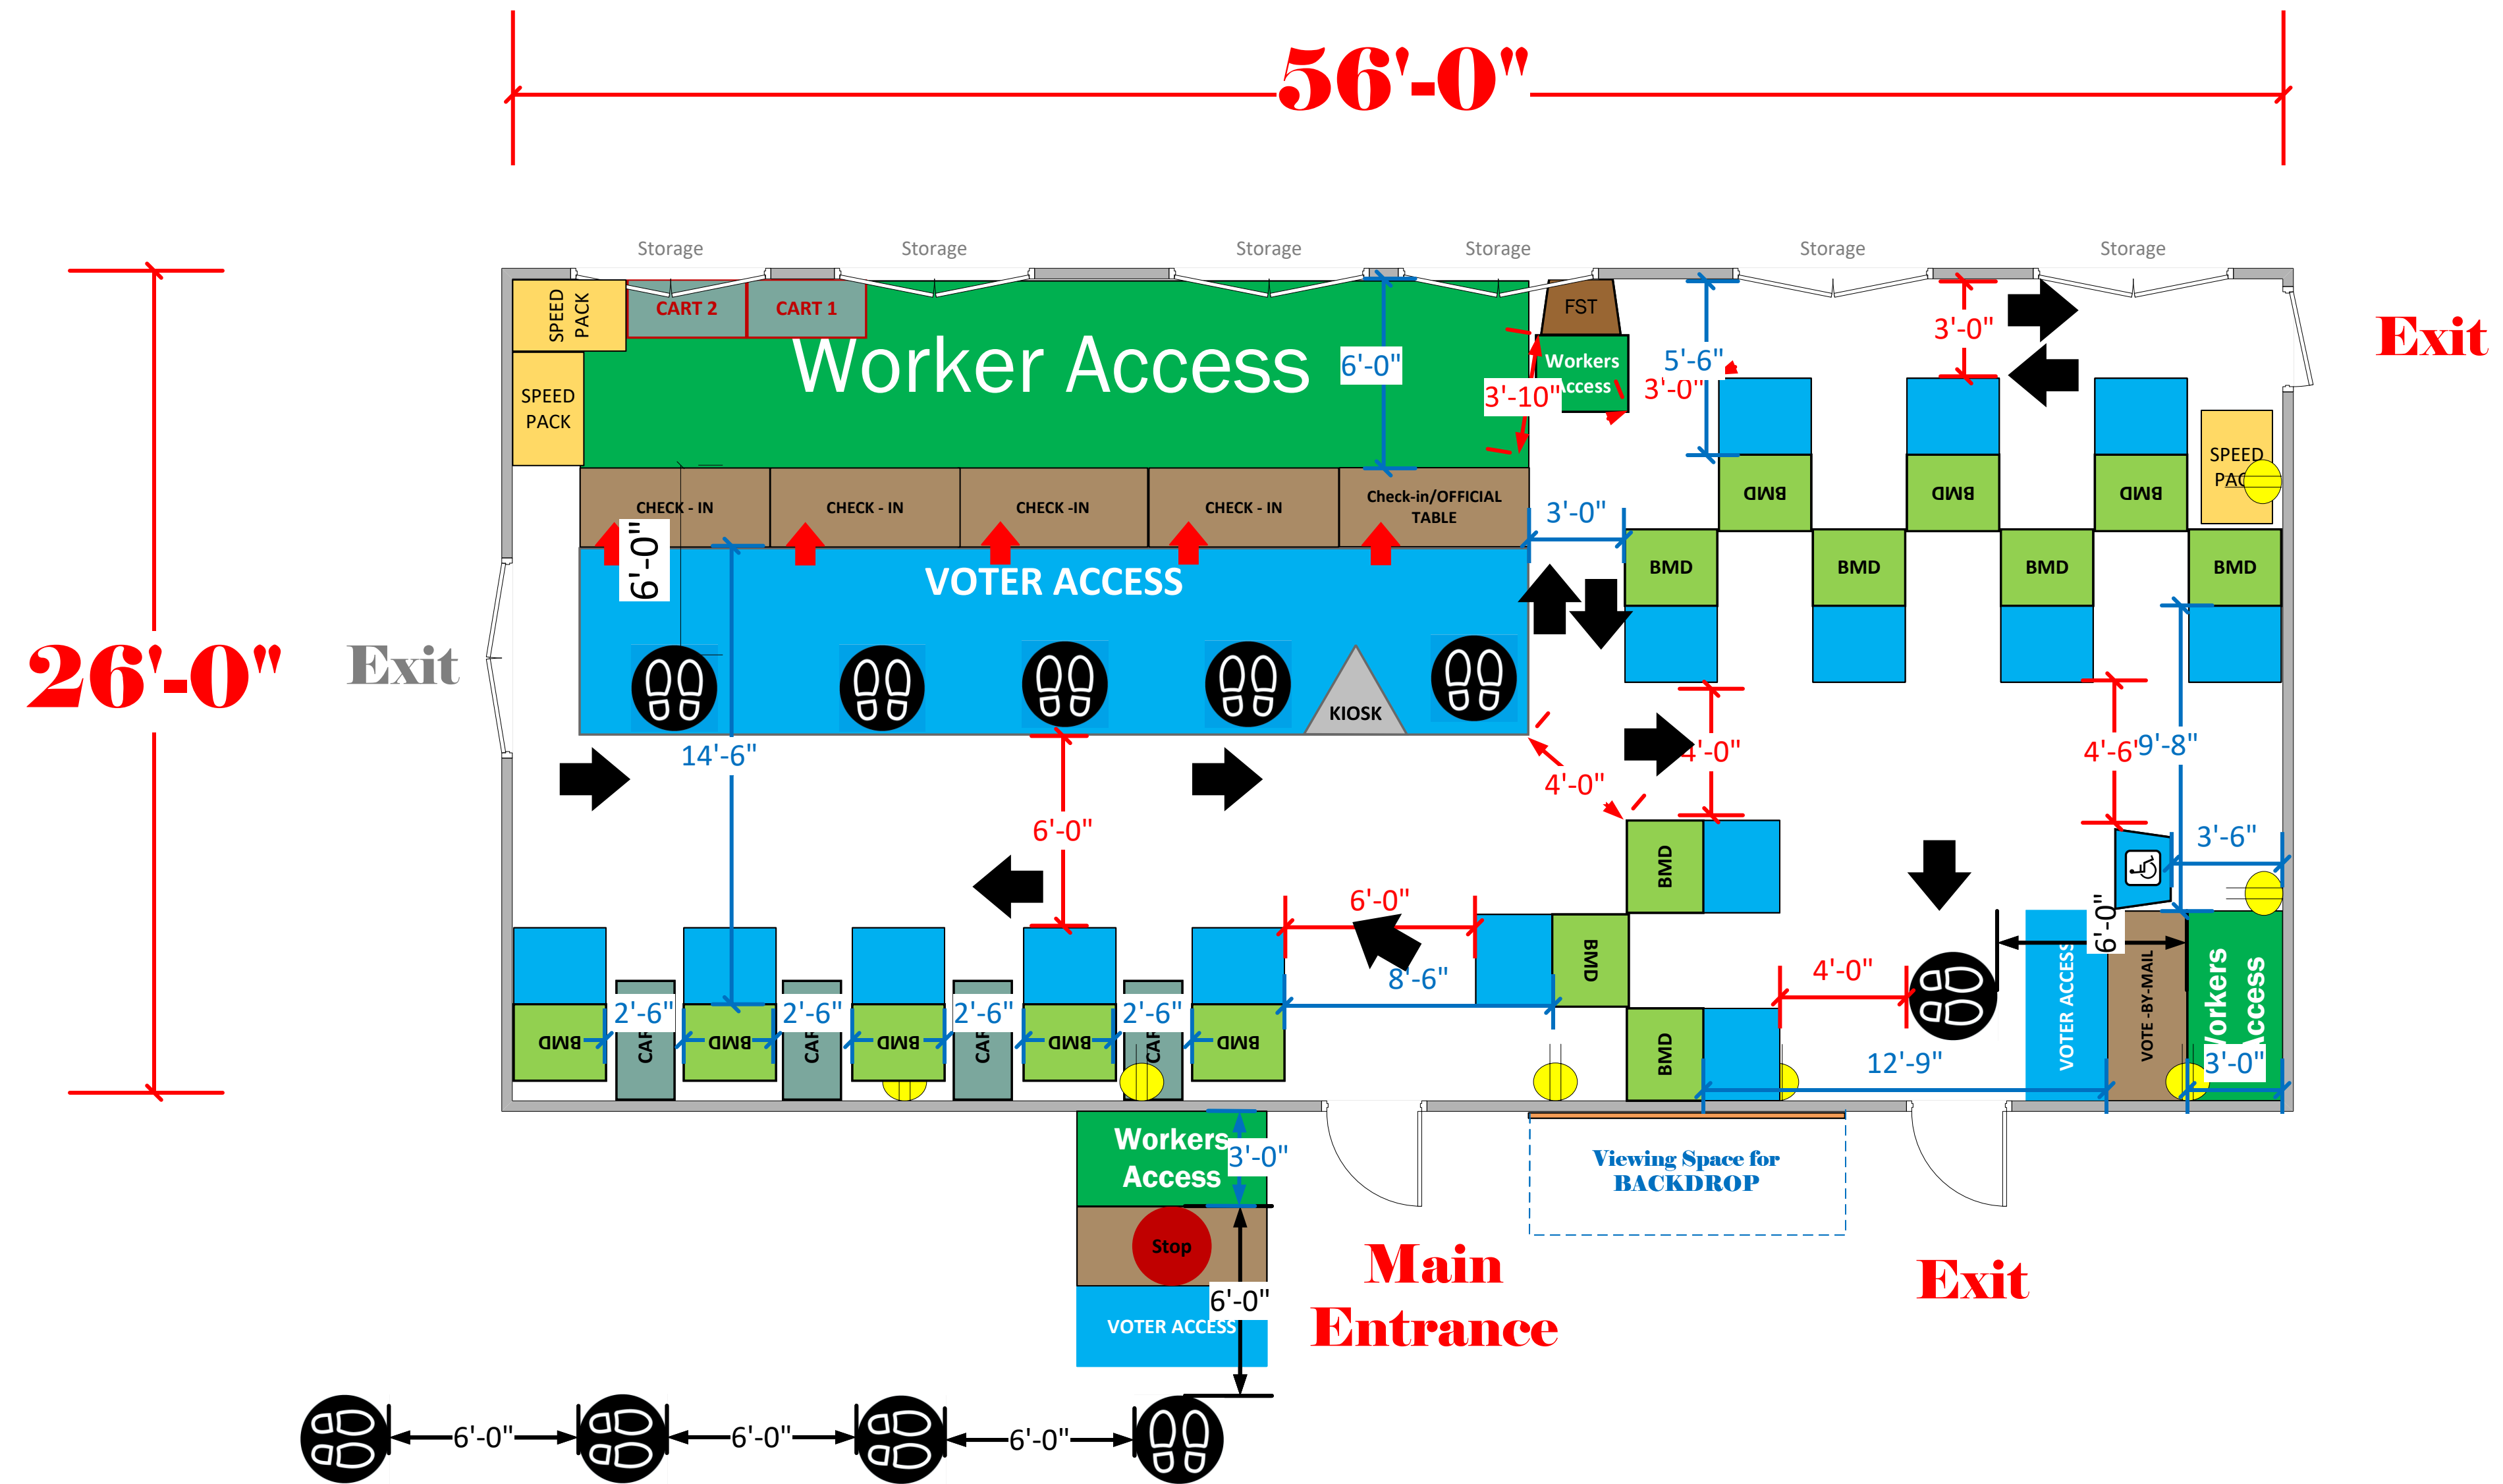 56'-0"
Storage
Storage
Storage
Storage
Storage
Storage
SPEED
PACK
CART 2
CART 1
FST
3'-0"
Exit
Worker Access
6'-0"
Workers
Access
5'-6"
3'-0"
3'-10"
SPEED
PACK
SPEED
BMD
BMD
BMD
CHECK - IN
CHECK - IN
CHECK -IN
CHECK - IN
Check-in/OFFICIAL
TABLE
3'-0"
6'-0"
VOTER ACCESS
BMD
BMD
BMD
BMD
26'-0"
Exit
KIOSK
14'-6"
4'-0"
4'-0"
4'-6"
9'-8"
6'-0"
3'-6"
BMD
6'-0"
6'-0"
8'-6"
BMD
4'-0"
VOTER ACCESS
VOTE -BY-MAIL
Workers
Access
2'-6"
2'-6"
2'-6"
2'-6"
BMD
BMD
BMD
BMD
BMD
BMD
12'-9"
3'-0"
Workers
Access
3'-0"
Viewing Space for
BACKDROP
Stop
6'-0"
VOTER ACCESS
Main
Entrance
Exit
6'-0"
6'-0"
6'-0"